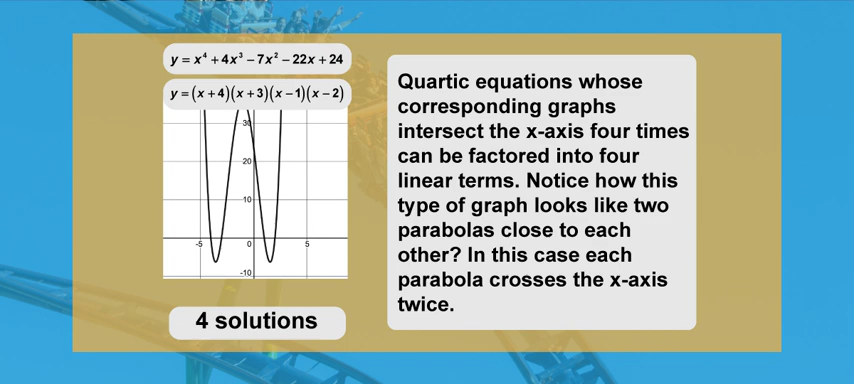 y = x⁴ + 4x³ − 7x² − 22x + 24
y = (x + 4)(x + 3)(x − 1)(x − 2)
30
20
10
-5 0 5
-10
4 solutions
Quartic equations whose
corresponding graphs
intersect the x-axis four times
can be factored into four
linear terms. Notice how this
type of graph looks like two
parabolas close to each
other? In this case each
parabola crosses the x-axis
twice.